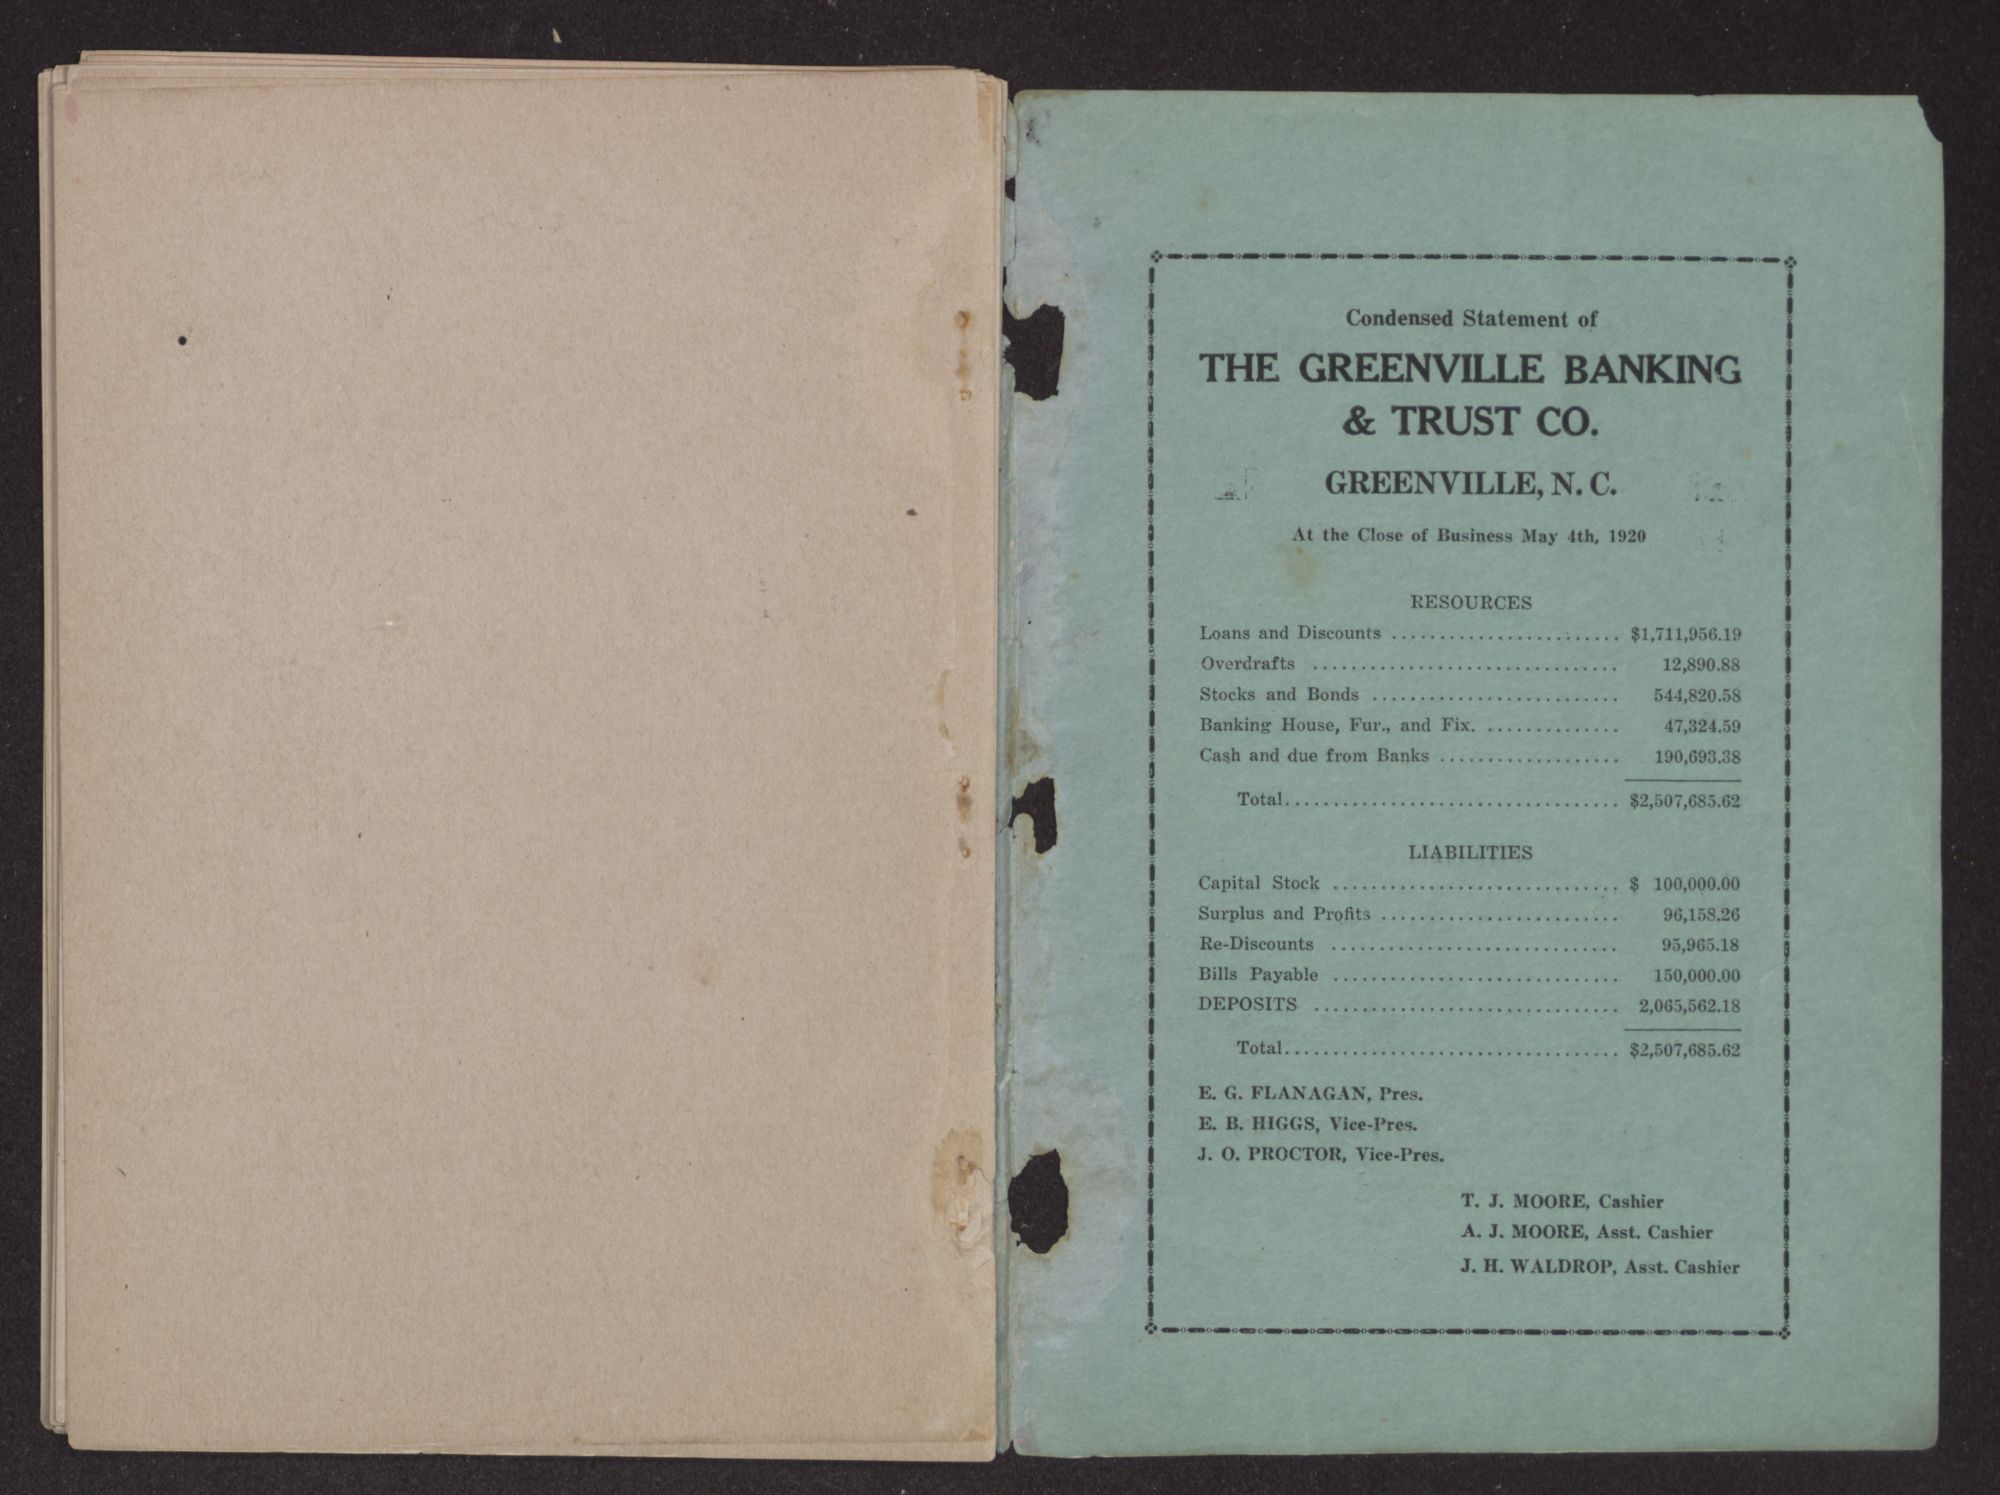 Condensed Statement of
THE GREENVILLE BANKING
& TRUST CO.
GREENVILLE, N. C.
At the Close of Business May 4th, 1920
RESOURCES
Loans and Discounts ........................ $1,711,956.19
Overdrafts ................................ 12,890.88
Stocks and Bonds .......................... 544,820.58
Banking House, Fur., and Fix. .............. 47,324.59
Cash and due from Banks ................... 190,693.38
Total................................... $2,507,685.62
LIABILITIES
Capital Stock .............................. $ 100,000.00
Surplus and Profits ......................... 96,158.26
Re-Discounts .............................. 95,965.18
Bills Payable .............................. 150,000.00
DEPOSITS ................................ 2,065,562.18
Total................................... $2,507,685.62
E. G. FLANAGAN, Pres.
E. B. HIGGS, Vice-Pres.
J. O. PROCTOR, Vice-Pres.
T. J. MOORE, Cashier
A. J. MOORE, Asst. Cashier
J. H. WALDROP, Asst. Cashier